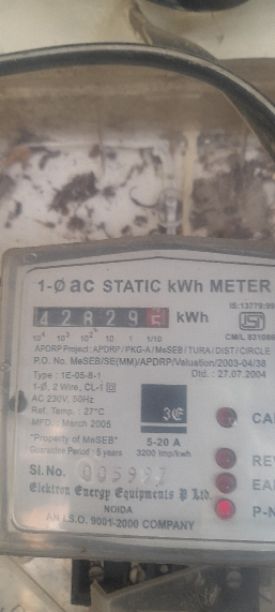 1-Ø ac STATIC kWh METER
IS:13779:99
428295 kWh
10⁴ 10³ 10² 10 1 1/10
CM/L
APDRP Project : APDRP/PKG-A/MeSEB/TURA/DIST/CIRCLE
P.O. No. MeSEB/SE(MM)/APDRP/Valuation/2003-04/38
Dtd. : 27.07.2004
Type : 1E-05-8-1
1-Ø, 2 Wire, CL-1
AC 230V, 50Hz
Ref. Temp. : 27°C
MFD. : March 2005
3E
CA
"Property of MeSEB"
Guarantee Period : 5 years
5-20 A
3200 Imp/kwh
RE
Sl.No.
EA
Elektron Energy Equipments P Ltd.
P-N
NOIDA
AN I.S.O. 9001-2000 COMPANY